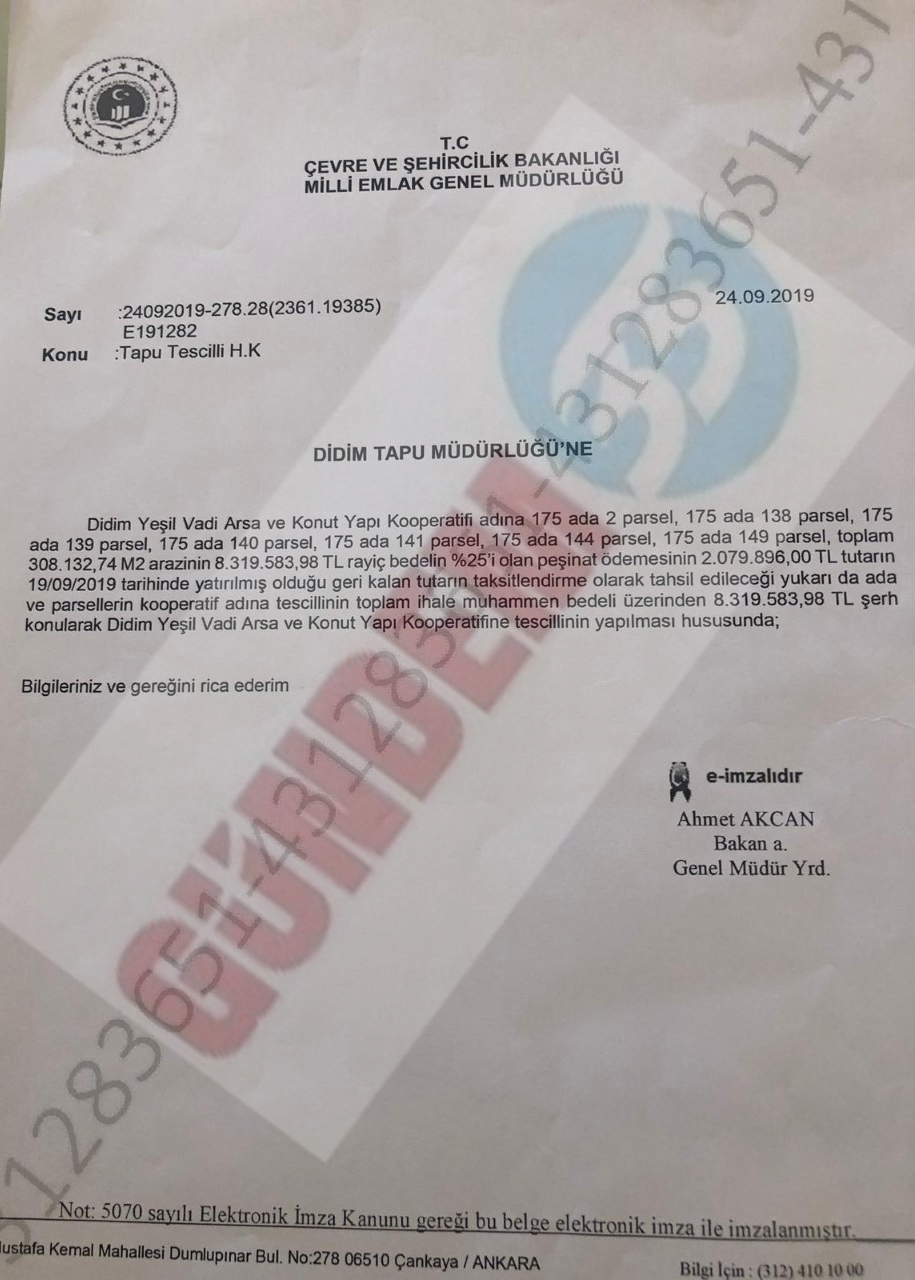 T.C
ÇEVRE VE ŞEHİRCİLİK BAKANLIĞI
MİLLİ EMLAK GENEL MÜDÜRLÜĞÜ
Sayı :24092019-278.28(2361.19385)
24.09.2019
E191282
Konu :Tapu Tescilli H.K
DİDİM TAPU MÜDÜRLÜĞÜ'NE
Didim Yeşil Vadi Arsa ve Konut Yapı Kooperatifi adına 175 ada 2 parsel, 175 ada 138 parsel, 175
ada 139 parsel, 175 ada 140 parsel, 175 ada 141 parsel, 175 ada 144 parsel, 175 ada 149 parsel, toplam
308.132,74 M2 arazinin 8.319.583,98 TL rayiç bedelin %25'i olan peşinat ödemesinin 2.079.896,00 TL tutarın
19/09/2019 tarihinde yatırılmış olduğu geri kalan tutarın taksitlendirme olarak tahsil edileceği yukarı da ada
ve parsellerin kooperatif adına tescillinin toplam ihale muhammen bedeli üzerinden 8.319.583,98 TL şerh
konularak Didim Yeşil Vadi Arsa ve Konut Yapı Kooperatifine tescillinin yapılması hususunda;
Bilgileriniz ve gereğini rica ederim
e-imzalıdır
Ahmet AKCAN
Bakan a.
Genel Müdür Yrd.
GÜNDEM
Not: 5070 sayılı Elektronik İmza Kanunu gereği bu belge elektronik imza ile imzalanmıştır.
ustafa Kemal Mahallesi Dumlupınar Bul. No:278 06510 Çankaya / ANKARA
Bilgi İçin : (312) 410 10 00